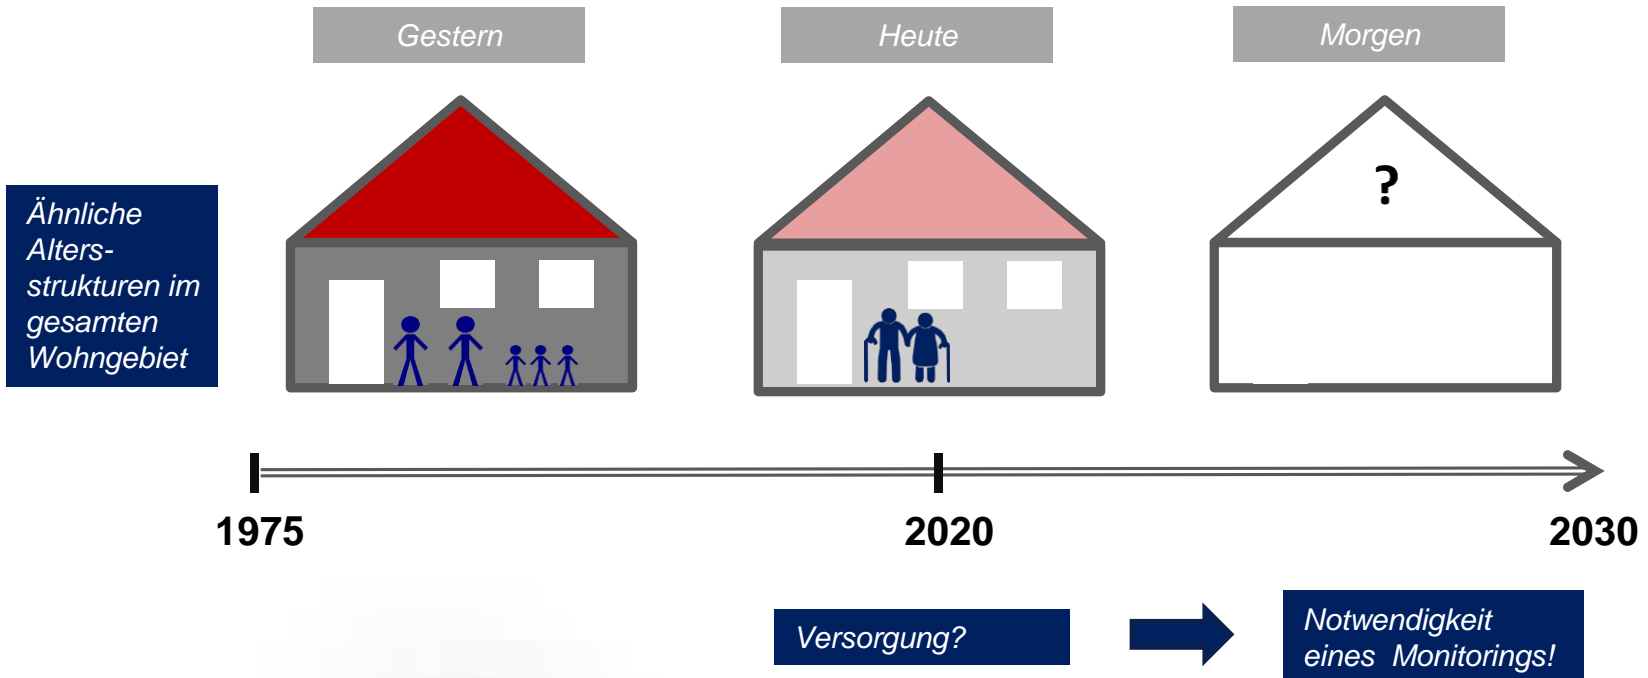 Gestern
Heute
Morgen
Ähnliche
Alters-
strukturen im
gesamten
Wohngebiet
?
1975
2020
2030
Versorgung?
Notwendigkeit
eines Monitorings!